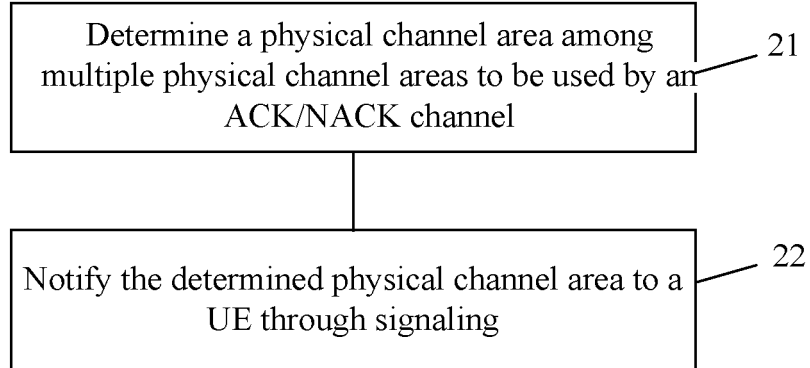 Determine a physical channel area among
multiple physical channel areas to be used by an
ACK/NACK channel
21
Notify the determined physical channel area to a
UE through signaling
22